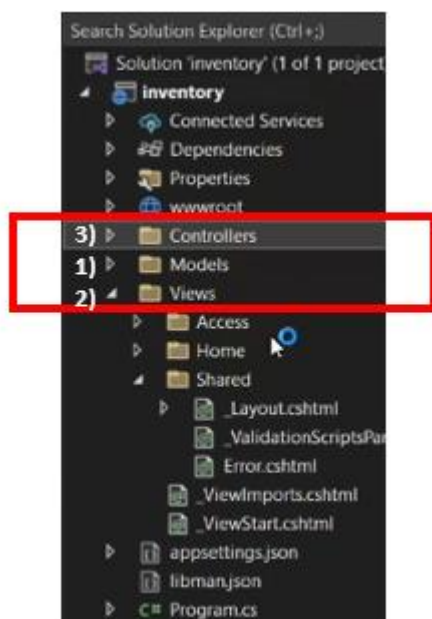 Search Solution Explorer (Ctrl+;)
Solution 'inventory' (1 of 1 project
inventory
Connected Services
Dependencies
Properties
wwwroot
3) Controllers
1) Models
2) Views
Access
Home
Shared
_Layout.cshtml
_ValidationScriptsPar
Error.cshtml
_ViewImports.cshtml
_ViewStart.cshtml
appsettings.json
libman.json
C# Program.cs